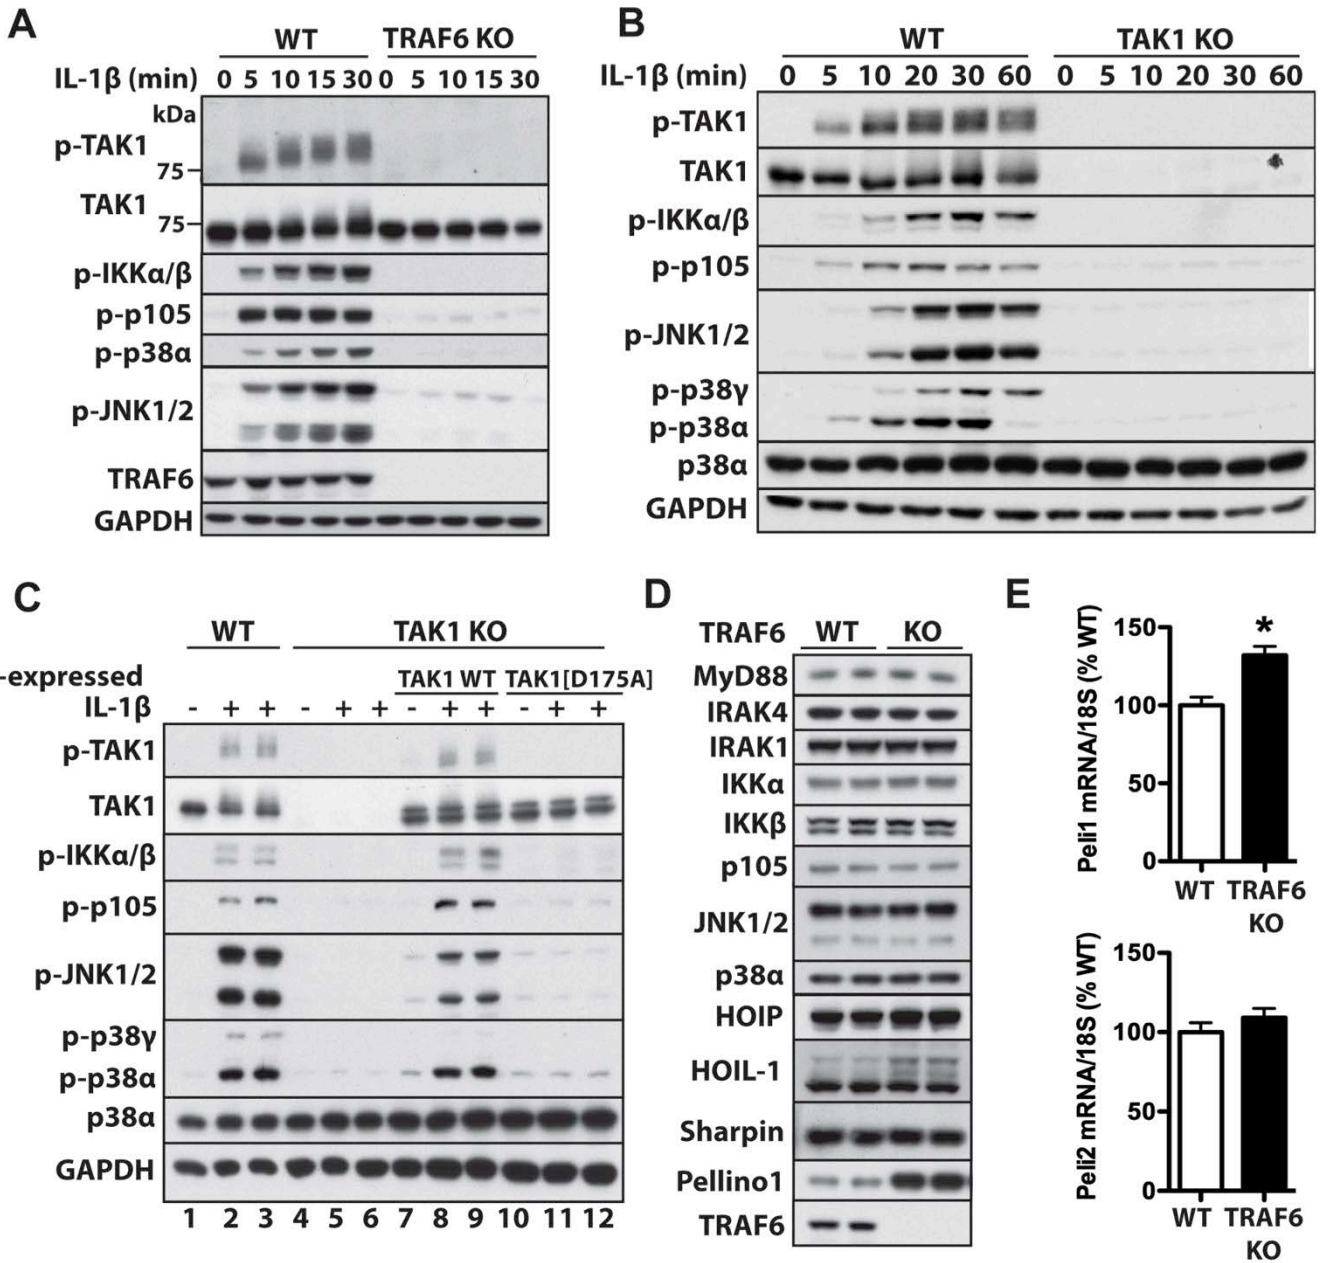 A
WT TRAF6 KO
IL-1β (min) 0 5 10 15 30 0 5 10 15 30
kDa
p-TAK1
75
TAK1
75
p-IKKα/β
p-p105
p-p38α
p-JNK1/2
TRAF6
GAPDH
B
WT TAK1 KO
IL-1β (min) 0 5 10 20 30 60 0 5 10 20 30 60
p-TAK1
TAK1
p-IKKα/β
p-p105
p-JNK1/2
p-p38γ
p-p38α
p38α
GAPDH
C
WT TAK1 KO
-expressed TAK1 WT TAK1[D175A]
IL-1β - + + - + + - + + - + +
p-TAK1
TAK1
p-IKKα/β
p-p105
p-JNK1/2
p-p38γ
p-p38α
p38α
GAPDH
1 2 3 4 5 6 7 8 9 10 11 12
D
TRAF6 WT KO
MyD88
IRAK4
IRAK1
IKKα
IKKβ
p105
JNK1/2
p38α
HOIP
HOIL-1
Sharpin
Pellino1
TRAF6
E
Peli1 mRNA/18S (% WT)
150
100
50
0
*
WT TRAF6
KO
Peli2 mRNA/18S (% WT)
150
100
50
0
WT TRAF6
KO